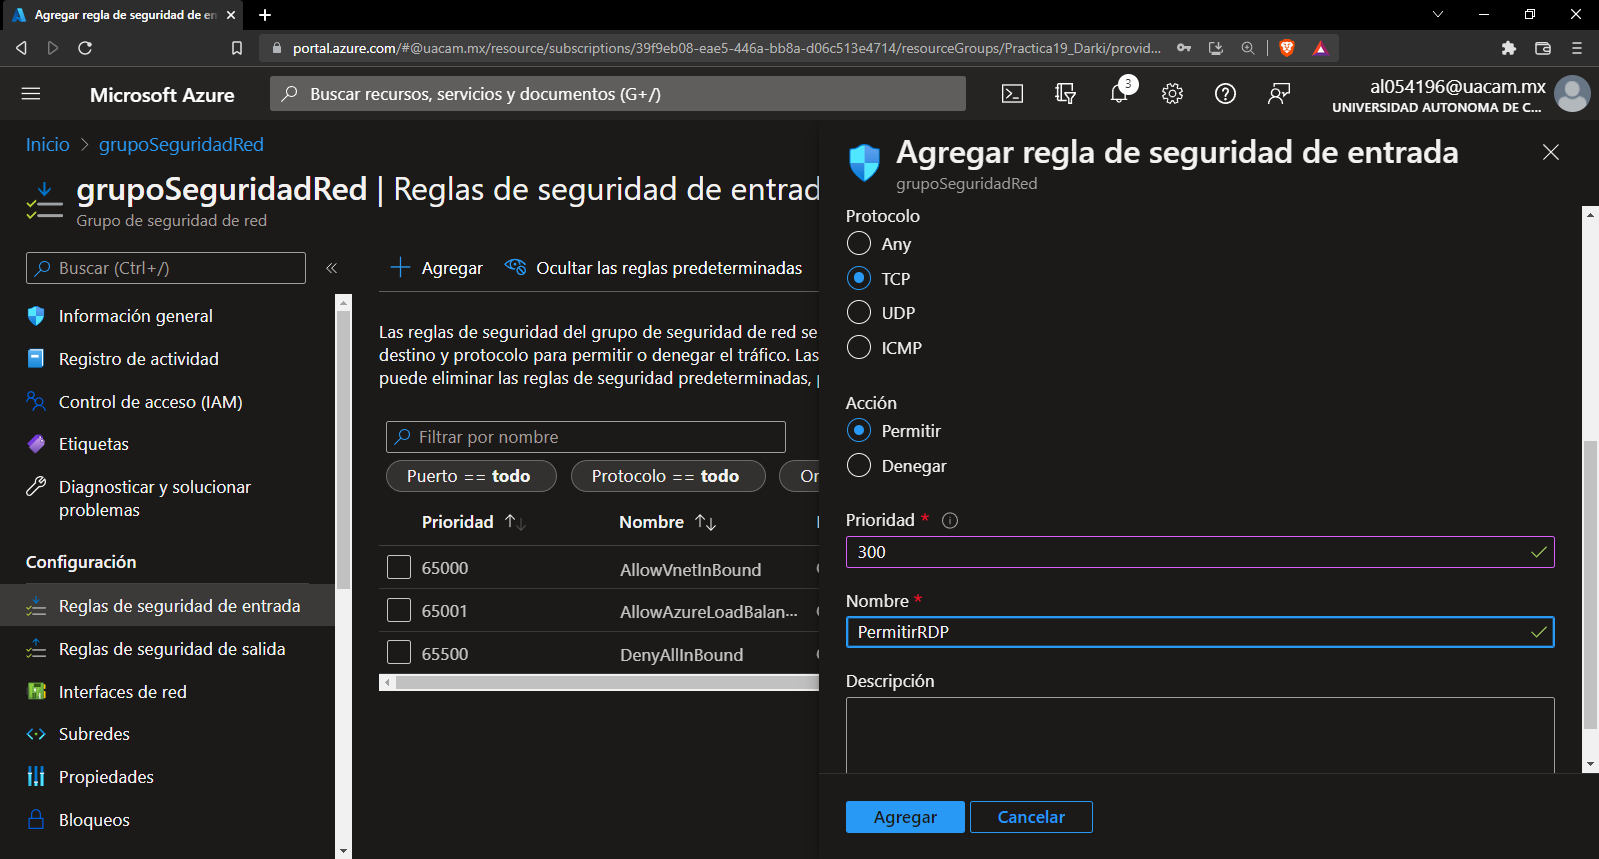 Agregar regla de seguridad de en
portal.azure.com/#@uacam.mx/resource/subscriptions/39f9eb08-eae5-446a-bb8a-d06c513e4714/resourceGroups/Practica19_Darki/provid...
Microsoft Azure
Buscar recursos, servicios y documentos (G+/)
3
al054196@uacam.mx
UNIVERSIDAD AUTONOMA DE C...
Inicio > grupoSeguridadRed
grupoSeguridadRed | Reglas de seguridad de entrad
Grupo de seguridad de red
Buscar (Ctrl+/)
«
Información general
Registro de actividad
Control de acceso (IAM)
Etiquetas
Diagnosticar y solucionar
problemas
Configuración
Reglas de seguridad de entrada
Reglas de seguridad de salida
Interfaces de red
Subredes
Propiedades
Bloqueos
Agregar
Ocultar las reglas predeterminadas
Las reglas de seguridad del grupo de seguridad de red se
destino y protocolo para permitir o denegar el tráfico. Las
puede eliminar las reglas de seguridad predeterminadas, p
Filtrar por nombre
Puerto == todo
Protocolo == todo
Or
Prioridad ↑↓
Nombre ↑↓
65000
AllowVnetInBound
65001
AllowAzureLoadBalan...
65500
DenyAllInBound
Agregar regla de seguridad de entrada
grupoSeguridadRed
Protocolo
Any
TCP
UDP
ICMP
Acción
Permitir
Denegar
Prioridad *
300
Nombre *
PermitirRDP
Descripción
Agregar
Cancelar